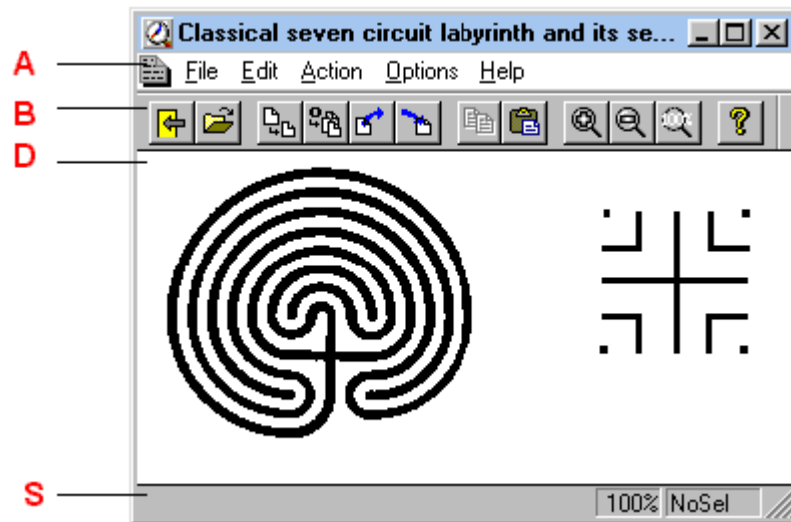 Classical seven circuit labyrinth and its se...
A
File Edit Action Options Help
B
D
S
100% NoSel